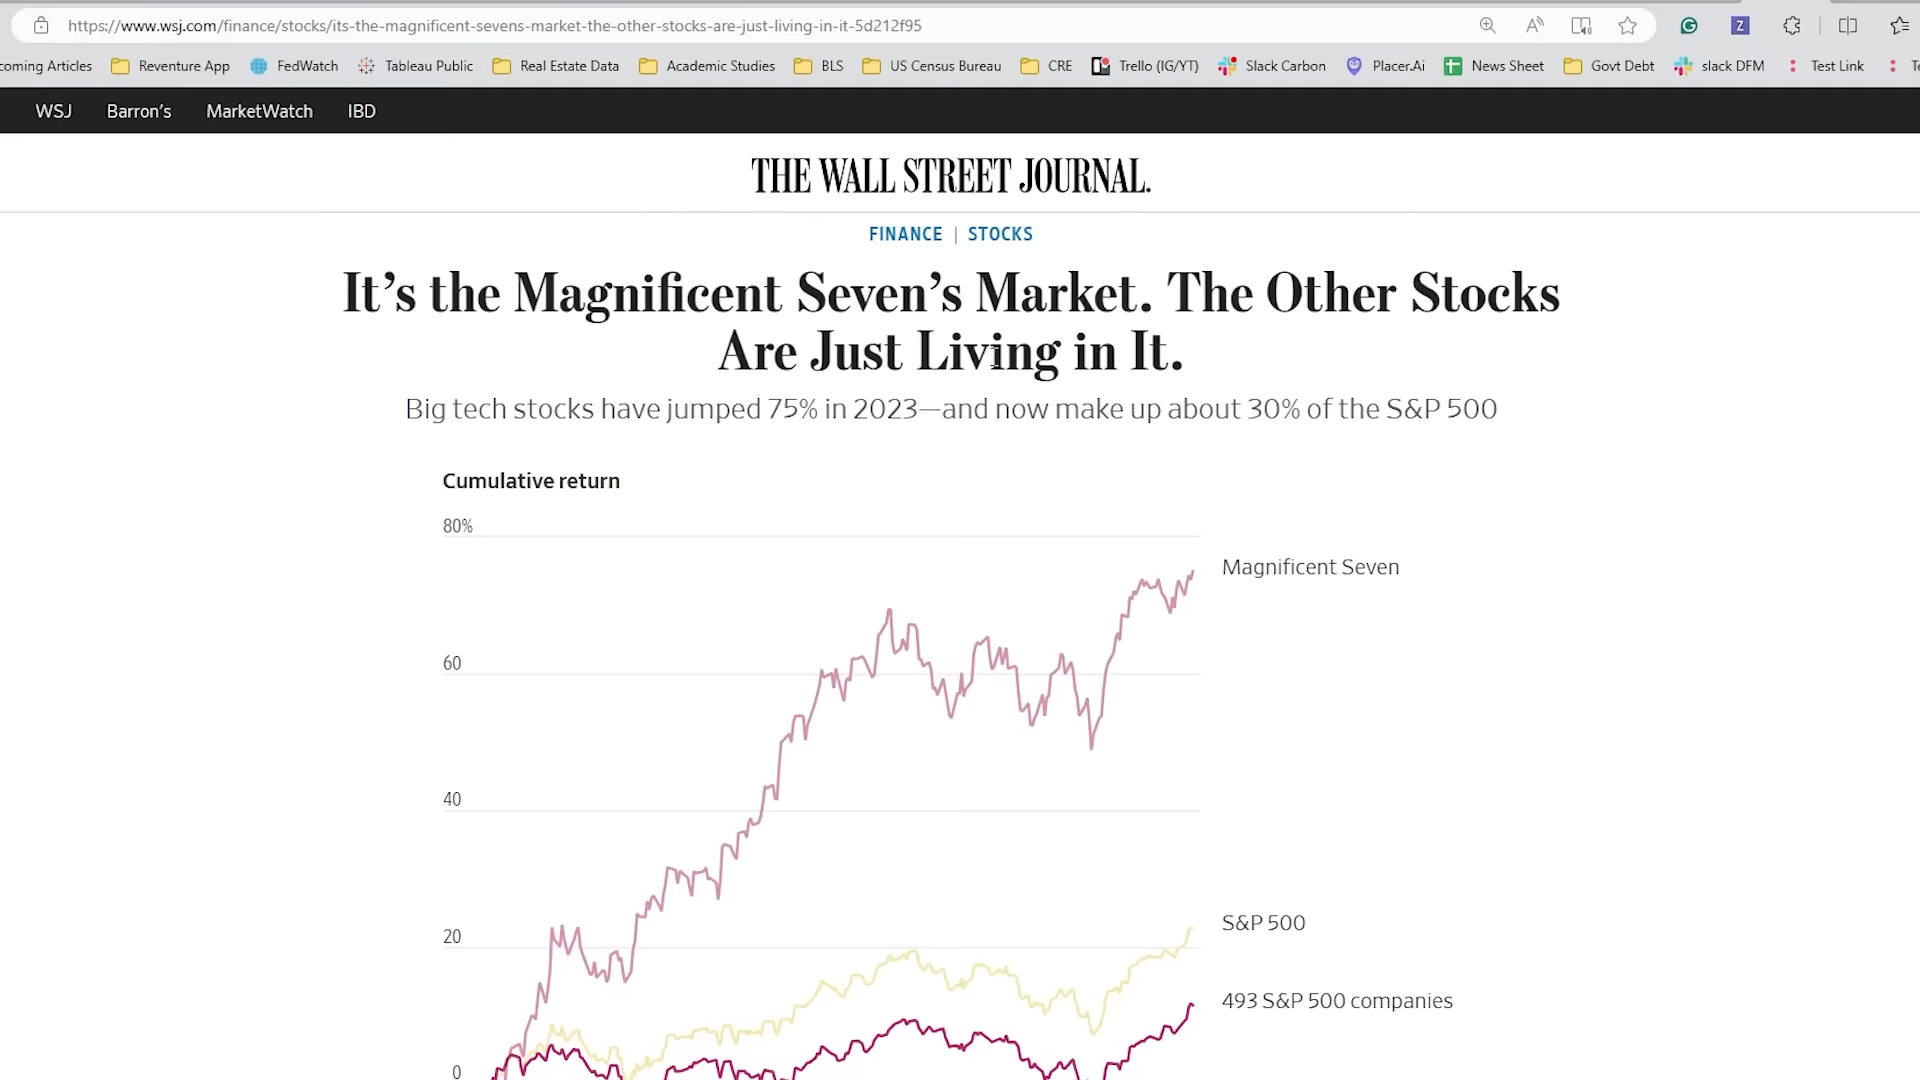 https://www.wsj.com/finance/stocks/its-the-magnificent-sevens-market-the-other-stocks-are-just-living-in-it-5d212f95
coming Articles Reventure App FedWatch Tableau Public Real Estate Data Academic Studies BLS US Census Bureau CRE Trello (IG/YT) Slack Carbon Placer.Ai News Sheet Govt Debt slack DFM Test Link
WSJ Barron's MarketWatch IBD
THE WALL STREET JOURNAL.
FINANCE | STOCKS
It’s the Magnificent Seven’s Market. The Other Stocks
Are Just Living in It.
Big tech stocks have jumped 75% in 2023—and now make up about 30% of the S&P 500
Cumulative return
80%
Magnificent Seven
60
40
S&P 500
20
493 S&P 500 companies
0